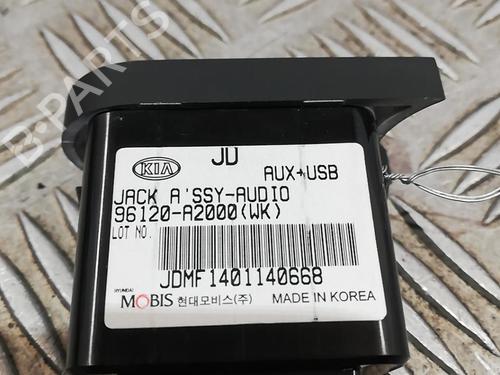 B-PARTS
KIA
JD
AUX+USB
JACK A'SSY-AUDIO
96120-A2000(WK)
LOT NO.
JDMF1401140668
HYUNDAI
MOBIS 현대모비스(주) MADE IN KOREA